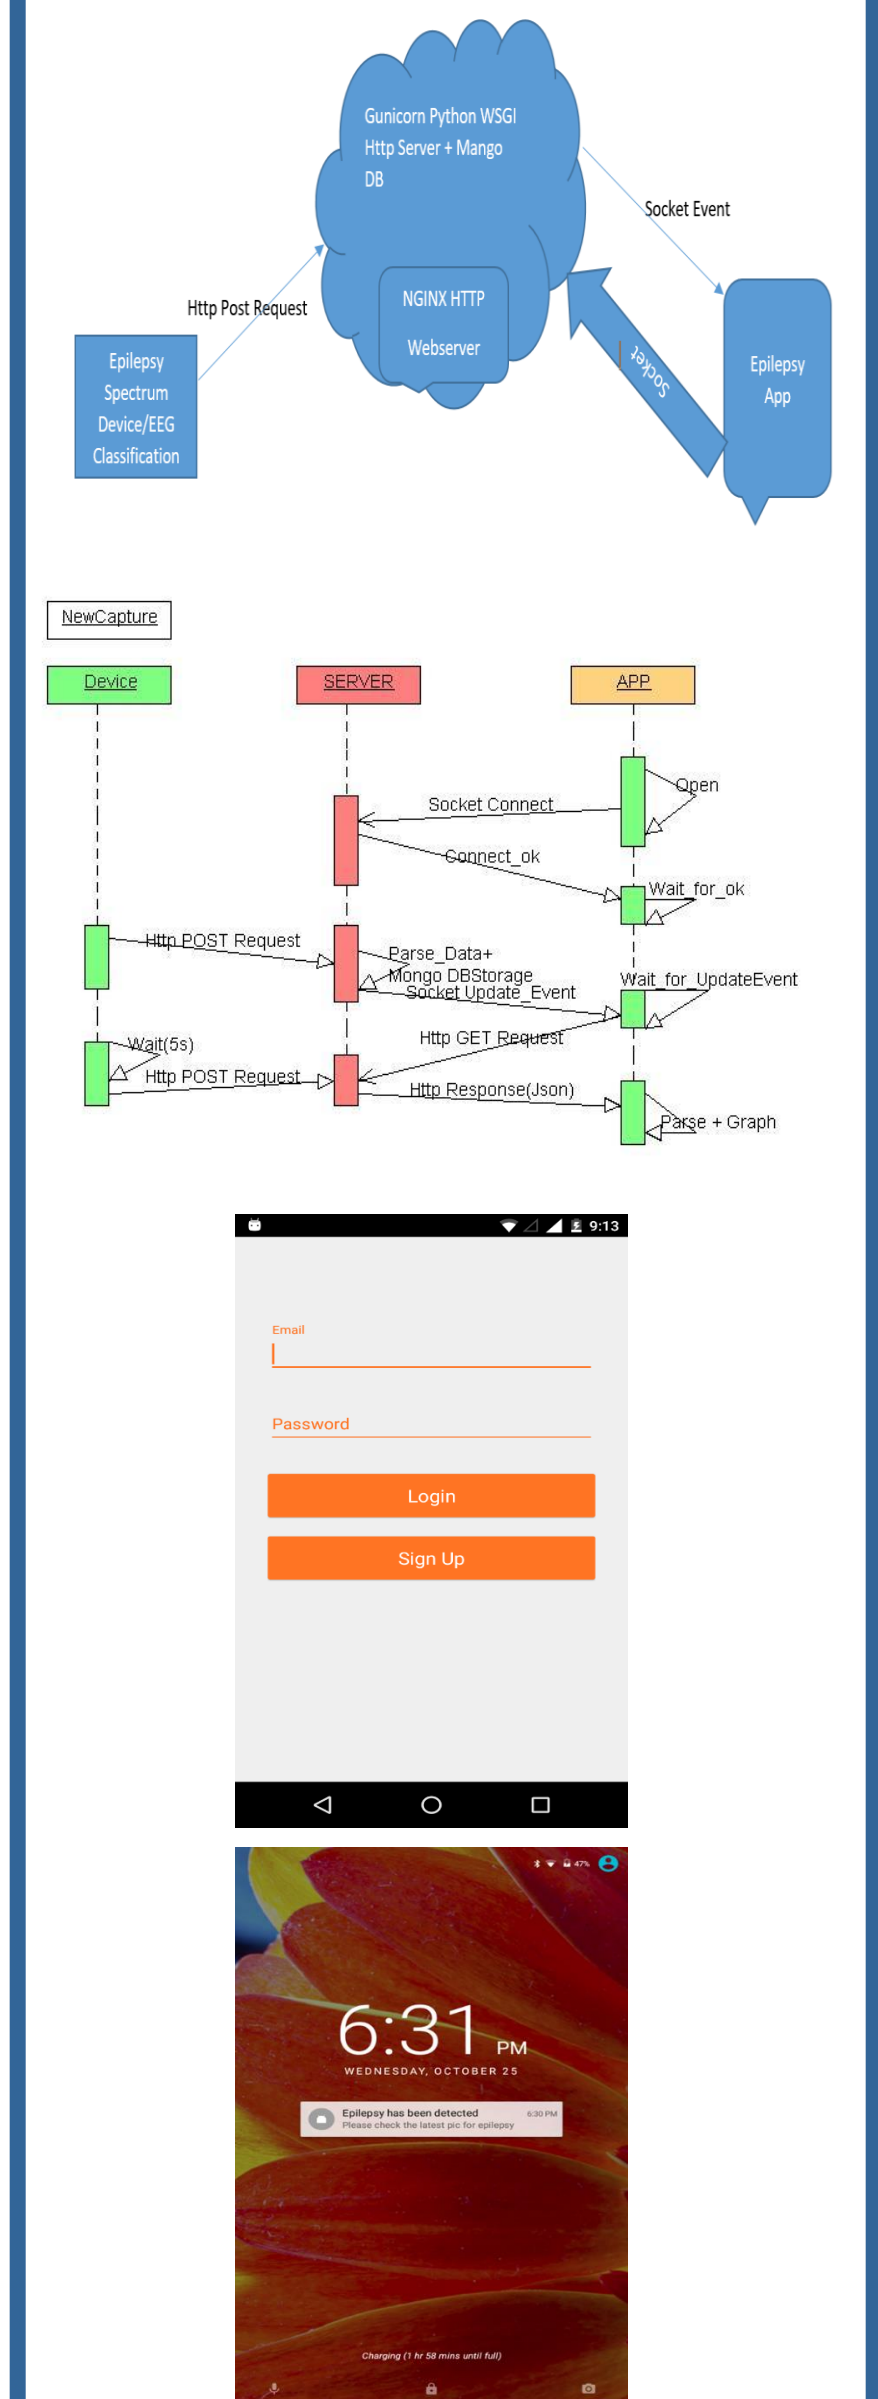 Gunicorn Python WSGI
Http Server + Mango
DB
Socket Event
NGINX HTTP
Webserver
Http Post Request
Epilepsy
Spectrum
Device/EEG
Classification
Socket
Epilepsy
App
NewCapture
Device
SERVER
APP
Open
Socket Connect
Connect_ok
Wait_for_ok
Http POST Request
Parse_Data+
Mongo DBStorage
Socket Update_Event
Wait_for_UpdateEvent
Http GET Request
Wait(5s)
Http POST Request
Http Response(Json)
Parse + Graph
9:13
Email
Password
Login
Sign Up
47%
6:31 PM
WEDNESDAY, OCTOBER 25
Epilepsy has been detected 6:30 PM
Please check the latest pic for epilepsy
Charging (1 hr 58 mins until full)